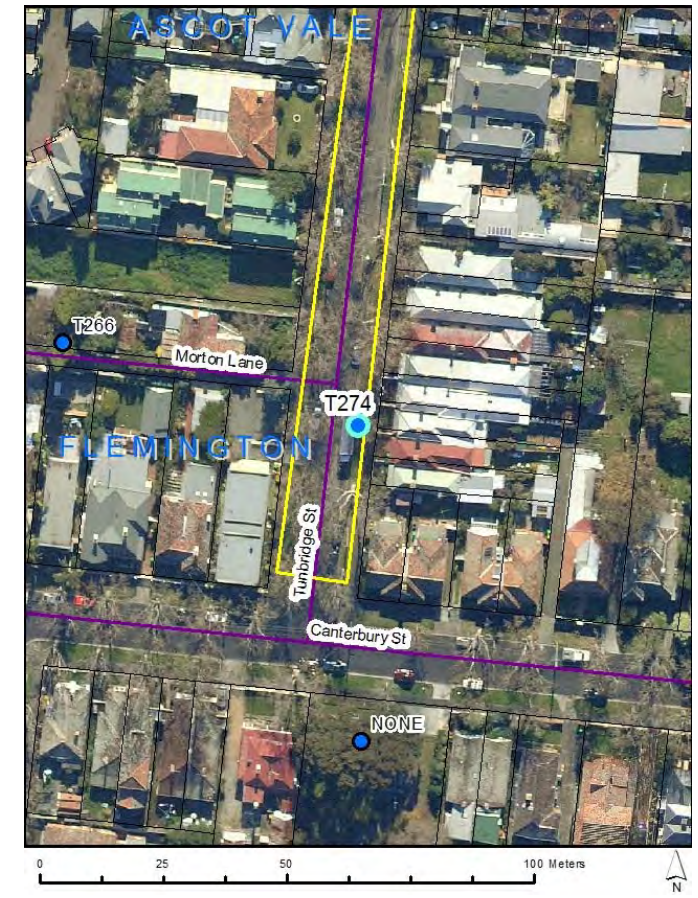 ASCOT VALE
T266
Morton Lane
T274
FLEMINGTON
Tunbridge St
Canterbury St
NONE
0 25 50 100 Meters
N